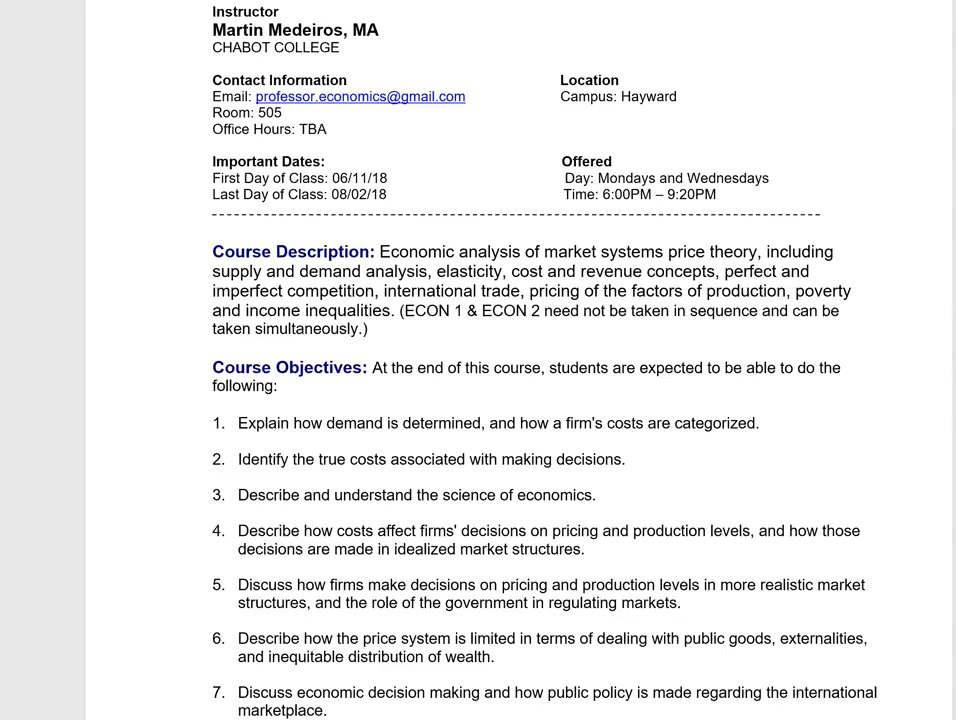 Instructor
Martin Medeiros, MA
CHABOT COLLEGE
Contact Information
Email: professor.economics@gmail.com
Room: 505
Office Hours: TBA
Location
Campus: Hayward
Important Dates:
First Day of Class: 06/11/18
Last Day of Class: 08/02/18
Offered
Day: Mondays and Wednesdays
Time: 6:00PM – 9:20PM
Course Description: Economic analysis of market systems price theory, including
supply and demand analysis, elasticity, cost and revenue concepts, perfect and
imperfect competition, international trade, pricing of the factors of production, poverty
and income inequalities. (ECON 1 & ECON 2 need not be taken in sequence and can be
taken simultaneously.)
Course Objectives: At the end of this course, students are expected to be able to do the
following:
1. Explain how demand is determined, and how a firm's costs are categorized.
2. Identify the true costs associated with making decisions.
3. Describe and understand the science of economics.
4. Describe how costs affect firms' decisions on pricing and production levels, and how those
decisions are made in idealized market structures.
5. Discuss how firms make decisions on pricing and production levels in more realistic market
structures, and the role of the government in regulating markets.
6. Describe how the price system is limited in terms of dealing with public goods, externalities,
and inequitable distribution of wealth.
7. Discuss economic decision making and how public policy is made regarding the international
marketplace.